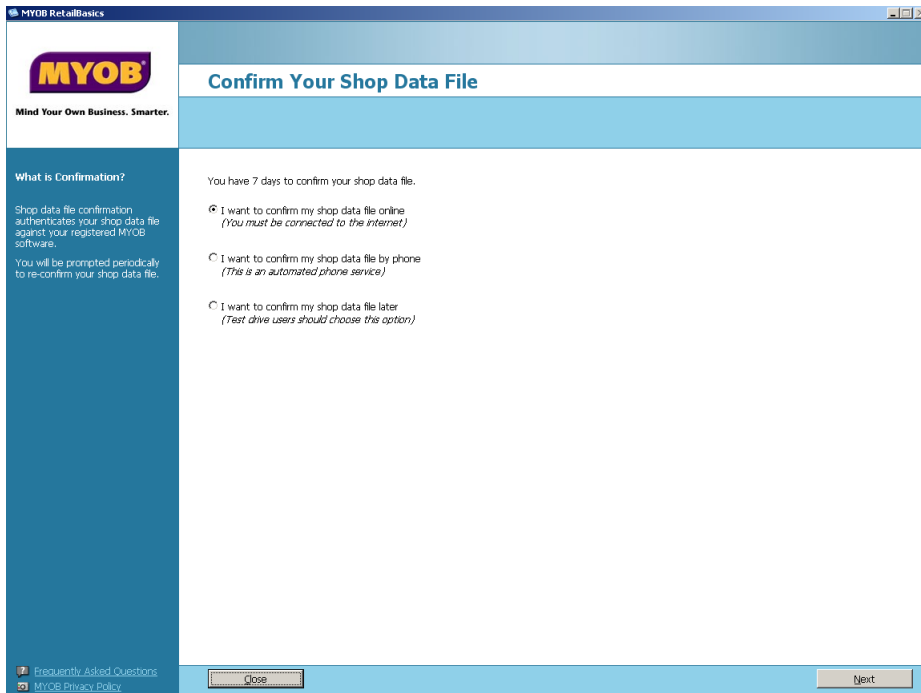 MYOB RetailBasics
MYOB
Mind Your Own Business. Smarter.
Confirm Your Shop Data File
What is Confirmation?
Shop data file confirmation
authenticates your shop data file
against your registered MYOB
software.
You will be prompted periodically
to re-confirm your shop data file.
You have 7 days to confirm your shop data file.
I want to confirm my shop data file online
(You must be connected to the internet)
I want to confirm my shop data file by phone
(This is an automated phone service)
I want to confirm my shop data file later
(Test drive users should choose this option)
Frequently Asked Questions
MYOB Privacy Policy
Close
Next